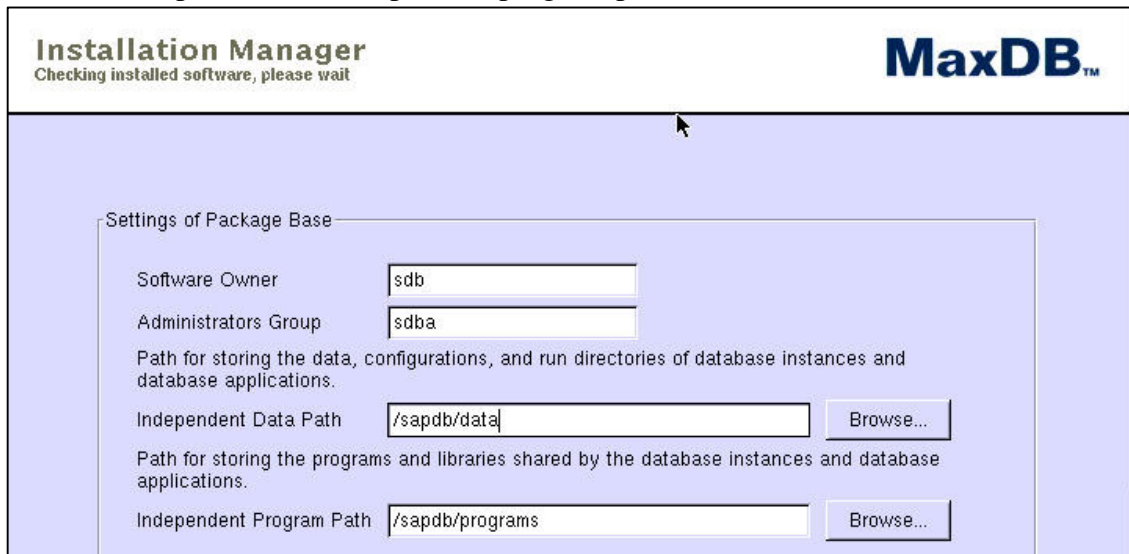 Installation Manager
Checking installed software, please wait
MaxDB™
Settings of Package Base
Software Owner sdb
Administrators Group sdba
Path for storing the data, configurations, and run directories of database instances and
database applications.
Independent Data Path /sapdb/data Browse...
Path for storing the programs and libraries shared by the database instances and database
applications.
Independent Program Path /sapdb/programs Browse...